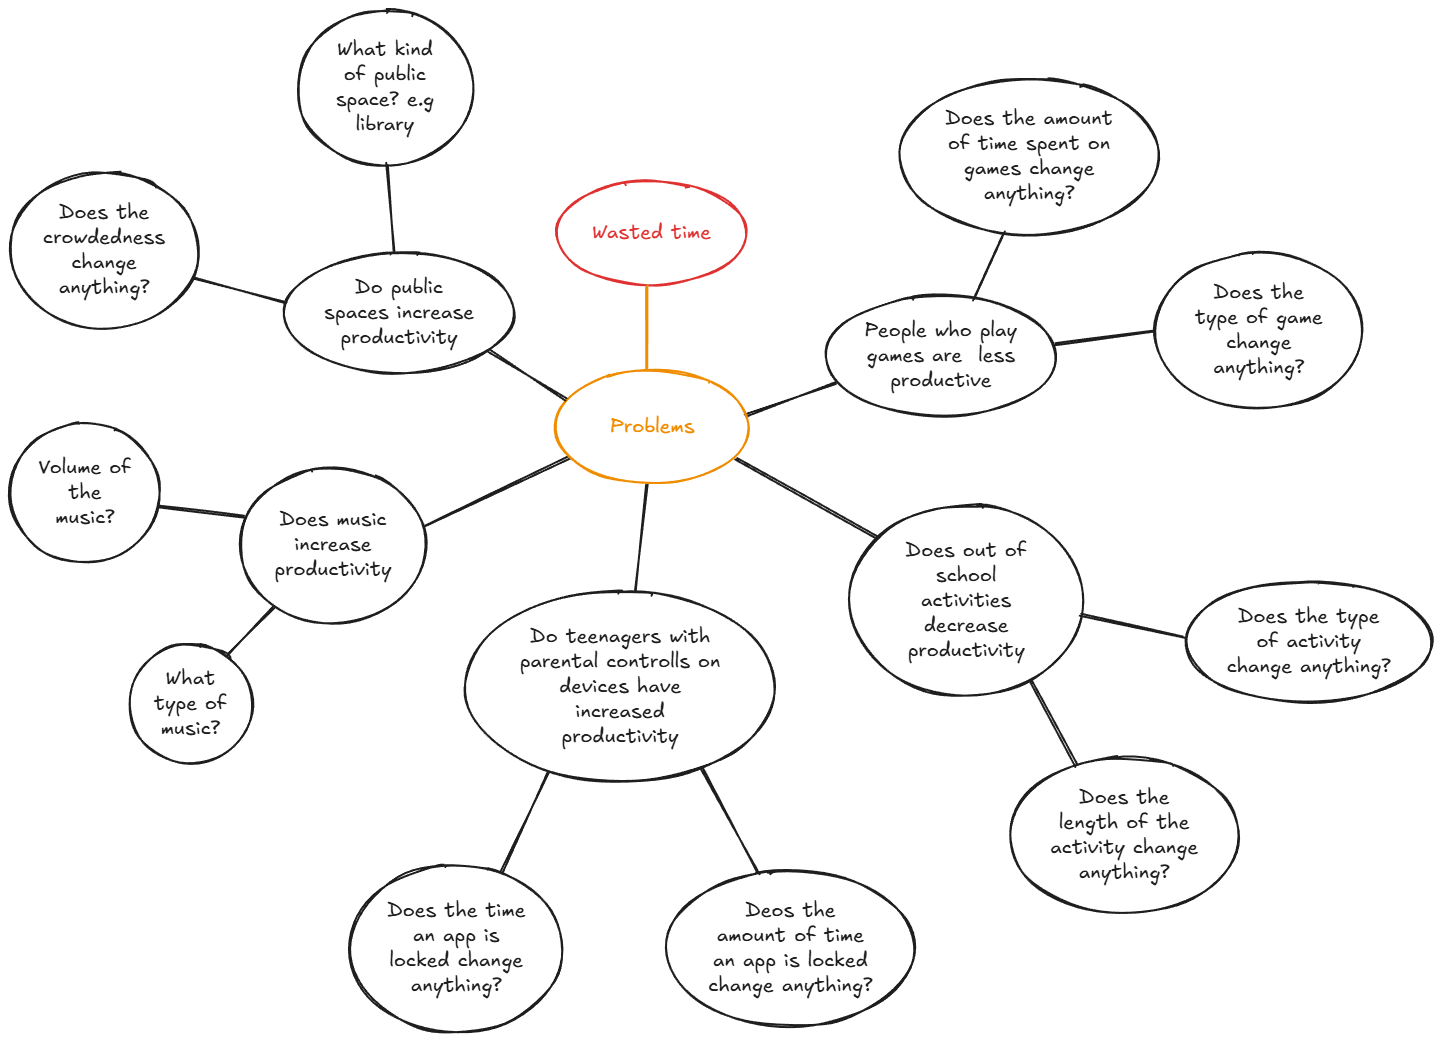 What kind
of public
space? e.g
library
Does the
crowdedness
change
anything?
Do public
spaces increase
productivity
Wasted time
Does the amount
of time spent on
games change
anything?
People who play
games are  less
productive
Does the
type of game
change
anything?
Problems
Volume of
the
music?
Does music
increase
productivity
What
type of
music?
Do teenagers with
parental controlls on
devices have
increased
productivity
Does out of
school
activities
decrease
productivity
Does the type
of activity
change anything?
Does the
length of the
activity change
anything?
Does the time
an app is
locked change
anything?
Deos the
amount of time
an app is locked
change anything?